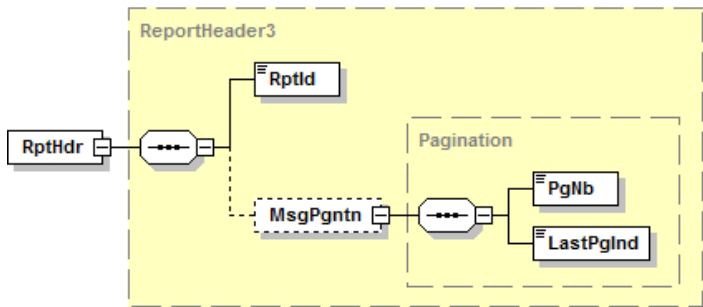 ReportHeader3
RptId
RptHdr
Pagination
PgNb
MsgPgntn
LastPgInd